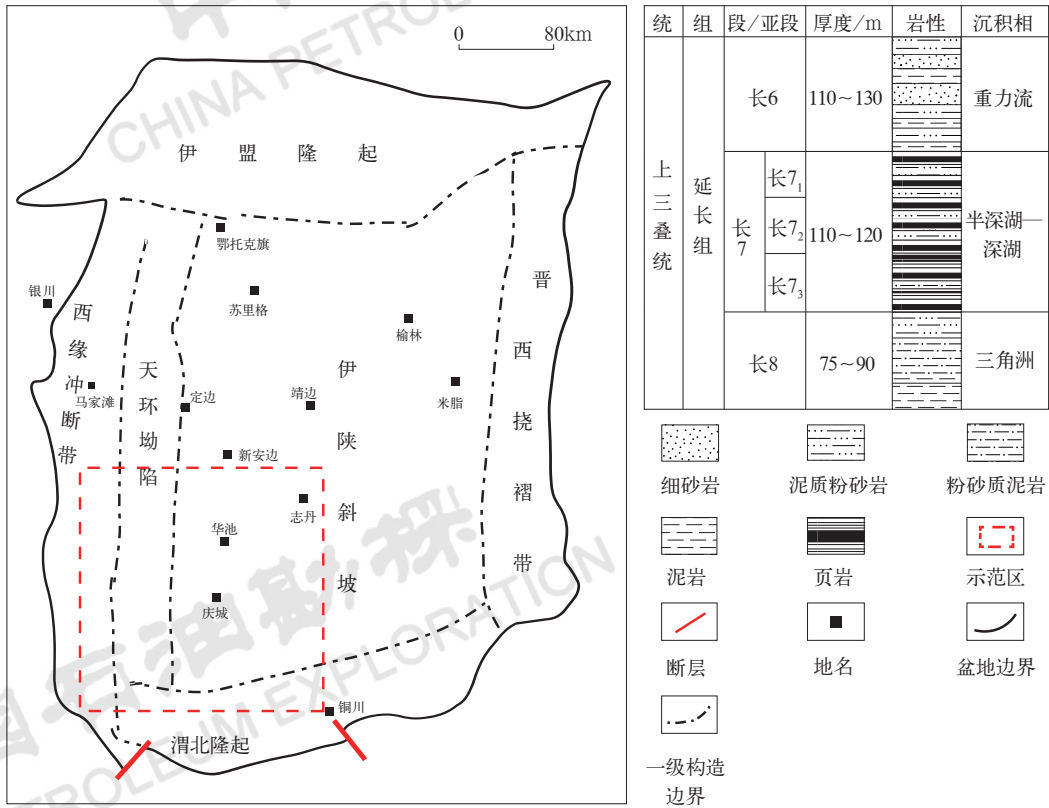 0 80km
伊盟隆起
鄂托克旗
银川
苏里格
西缘冲断带
榆林
晋西挠褶带
天环坳陷
伊陕斜坡
马家滩
定边
靖边
米脂
新安边
志丹
华池
庆城
铜川
渭北隆起
CHINA PETROL
中国石油勘探
PETROLEUM EXPLORATION
统 组 段/亚段 厚度/m 岩性 沉积相
上三叠统 延长组
长6 110~130 重力流
长7 110~120 半深湖—
深湖
长7₁
长7₂
长7₃
长8 75~90 三角洲
细砂岩 泥质粉砂岩 粉砂质泥岩
泥岩 页岩 示范区
断层 地名 盆地边界
一级构造
边界